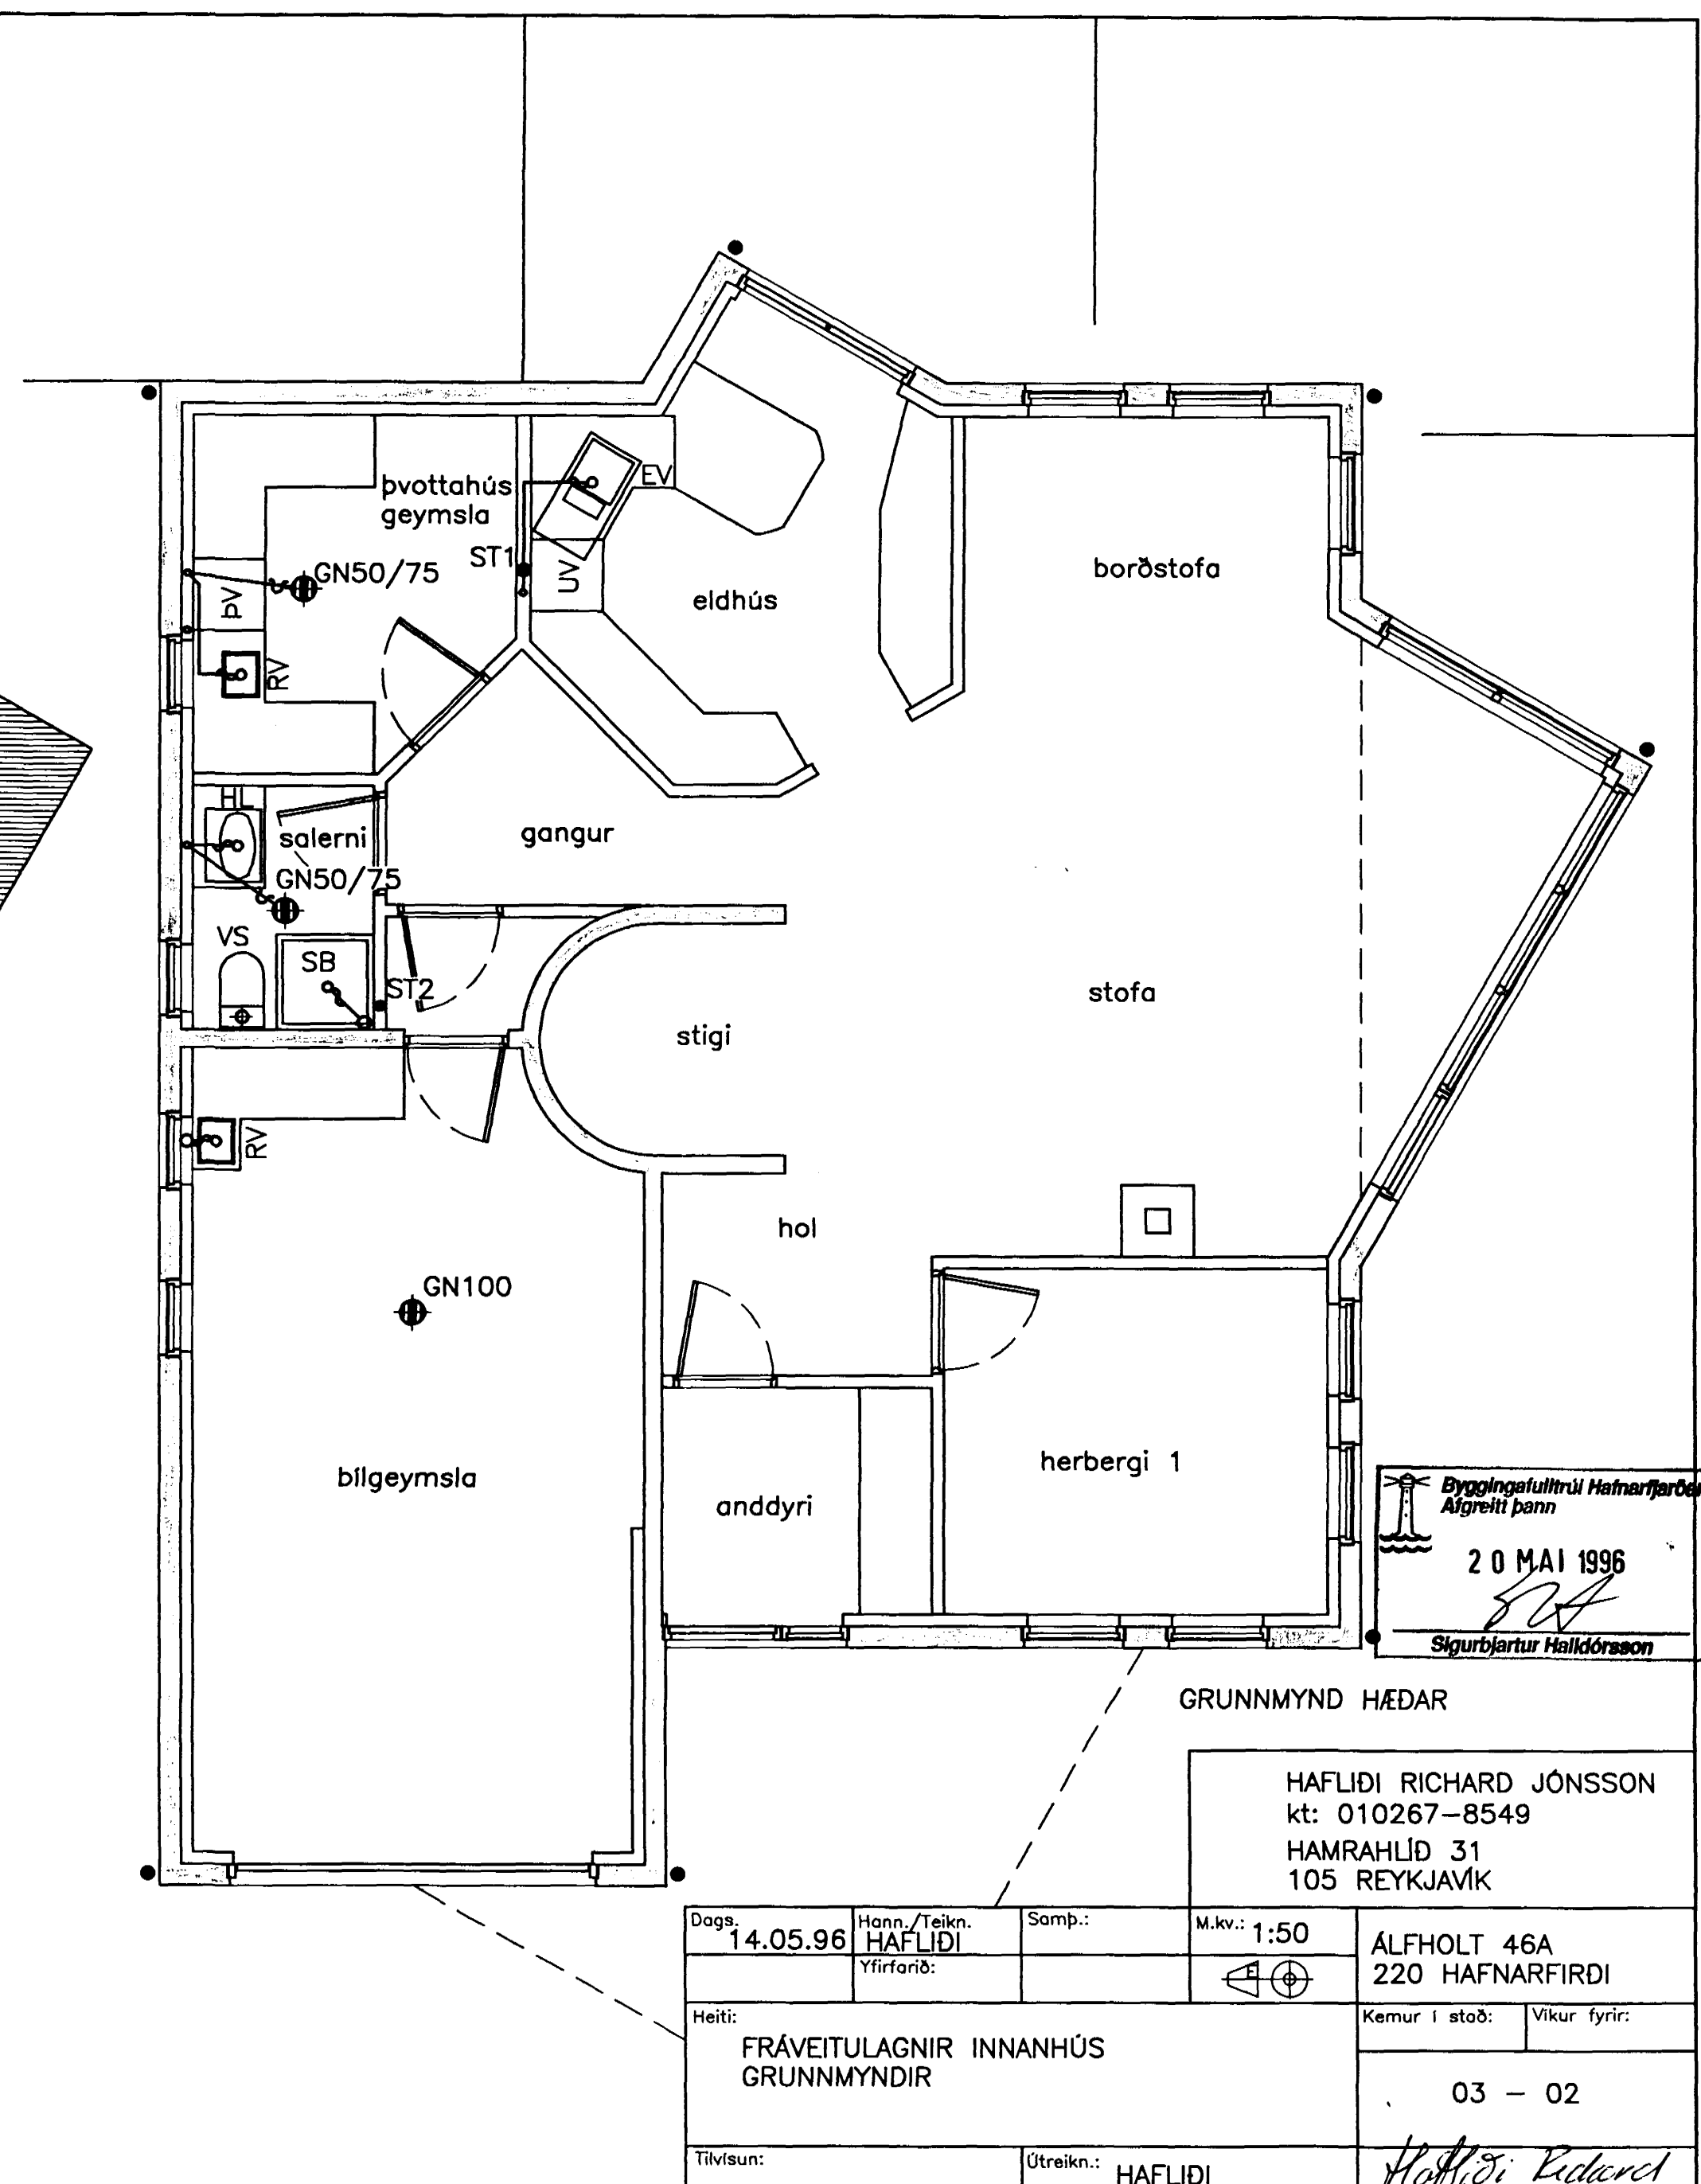 þvottahús
geymsla
EV
ST1
GN50/75
UV
ÞV
RV
eldhús
borðstofa
HL
salerni
gangur
GN50/75
VS
SB
ST2
stofa
stigi
RV
hol
GN100
bílgeymsla
anddyri
herbergi 1
Byggingafulltrúi Hafnarfjarðar
Afgreitt þann
20 MAI 1996
Sigurbjartur Halldórsson
GRUNNMYND HÆÐAR
HAFLIÐI RICHARD JÓNSSON
kt: 010267-8549
HAMRAHLÍÐ 31
105 REYKJAVÍK
Dags. 14.05.96
Hann./Teikn. HAFLIÐI
Samþ.:
M.kv.: 1:50
Yfirfarið:
E
ÁLFHOLT 46A
220 HAFNARFIRÐI
Heiti:
FRÁVEITULAGNIR INNANHÚS
GRUNNMYNDIR
Kemur í stað:
Víkur fyrir:
03 - 02
Tilvísun:
Útreikn.: HAFLIÐI
Hafliði Richard